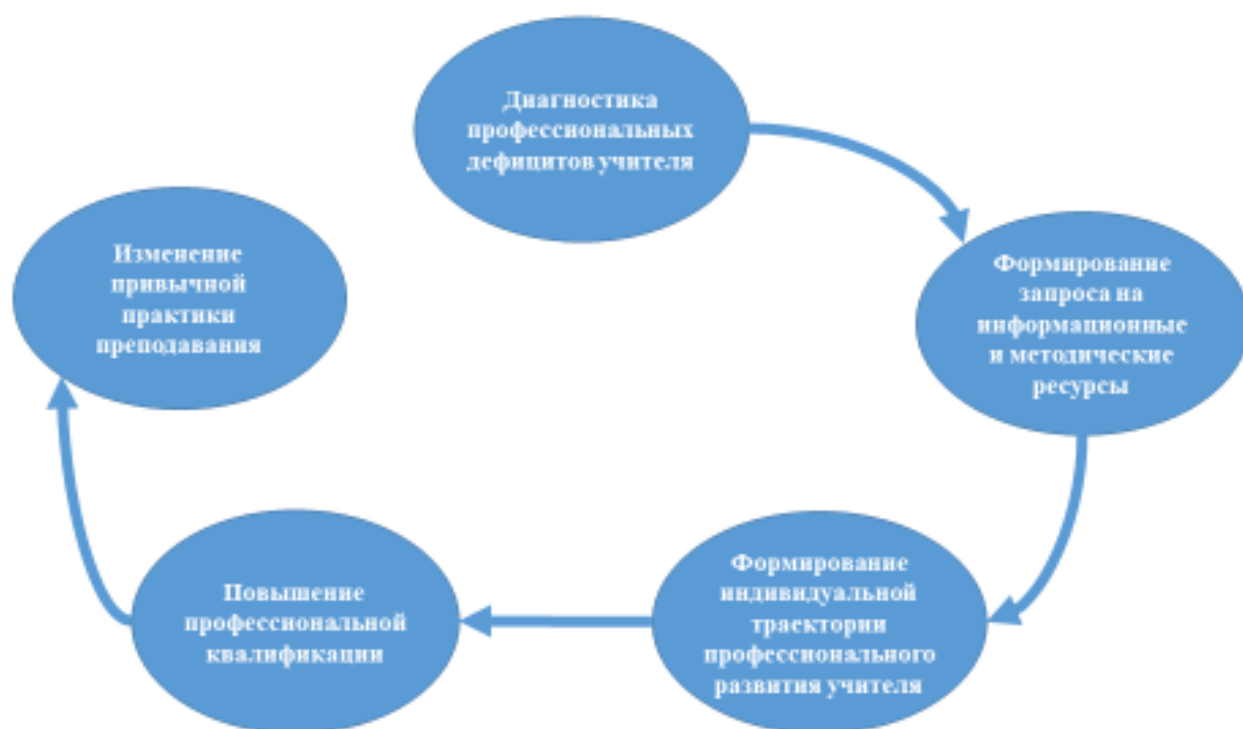 Диагностика
профессиональных
дефицитов учителя
Формирование
запроса на
информационные
и методические
ресурсы
Формирование
индивидуальной
траектории
профессионального
развития учителя
Повышение
профессиональной
квалификации
Изменение
привычной
практики
преподавания